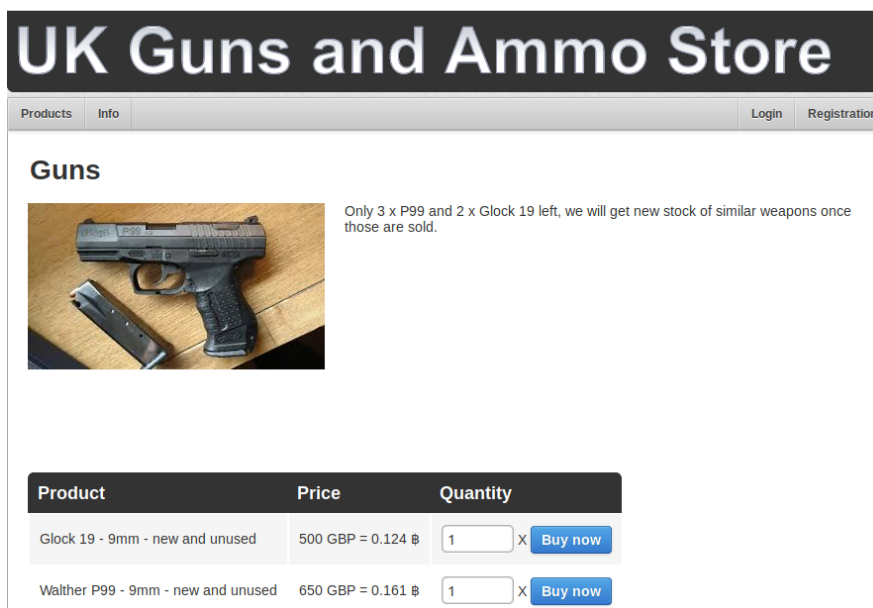 UK Guns and Ammo Store
Products Info Login Registration
Guns
Only 3 x P99 and 2 x Glock 19 left, we will get new stock of similar weapons once
those are sold.
P99
Product Price Quantity
Glock 19 - 9mm - new and unused 500 GBP = 0.124 ฿ 1 X Buy now
Walther P99 - 9mm - new and unused 650 GBP = 0.161 ฿ 1 X Buy now